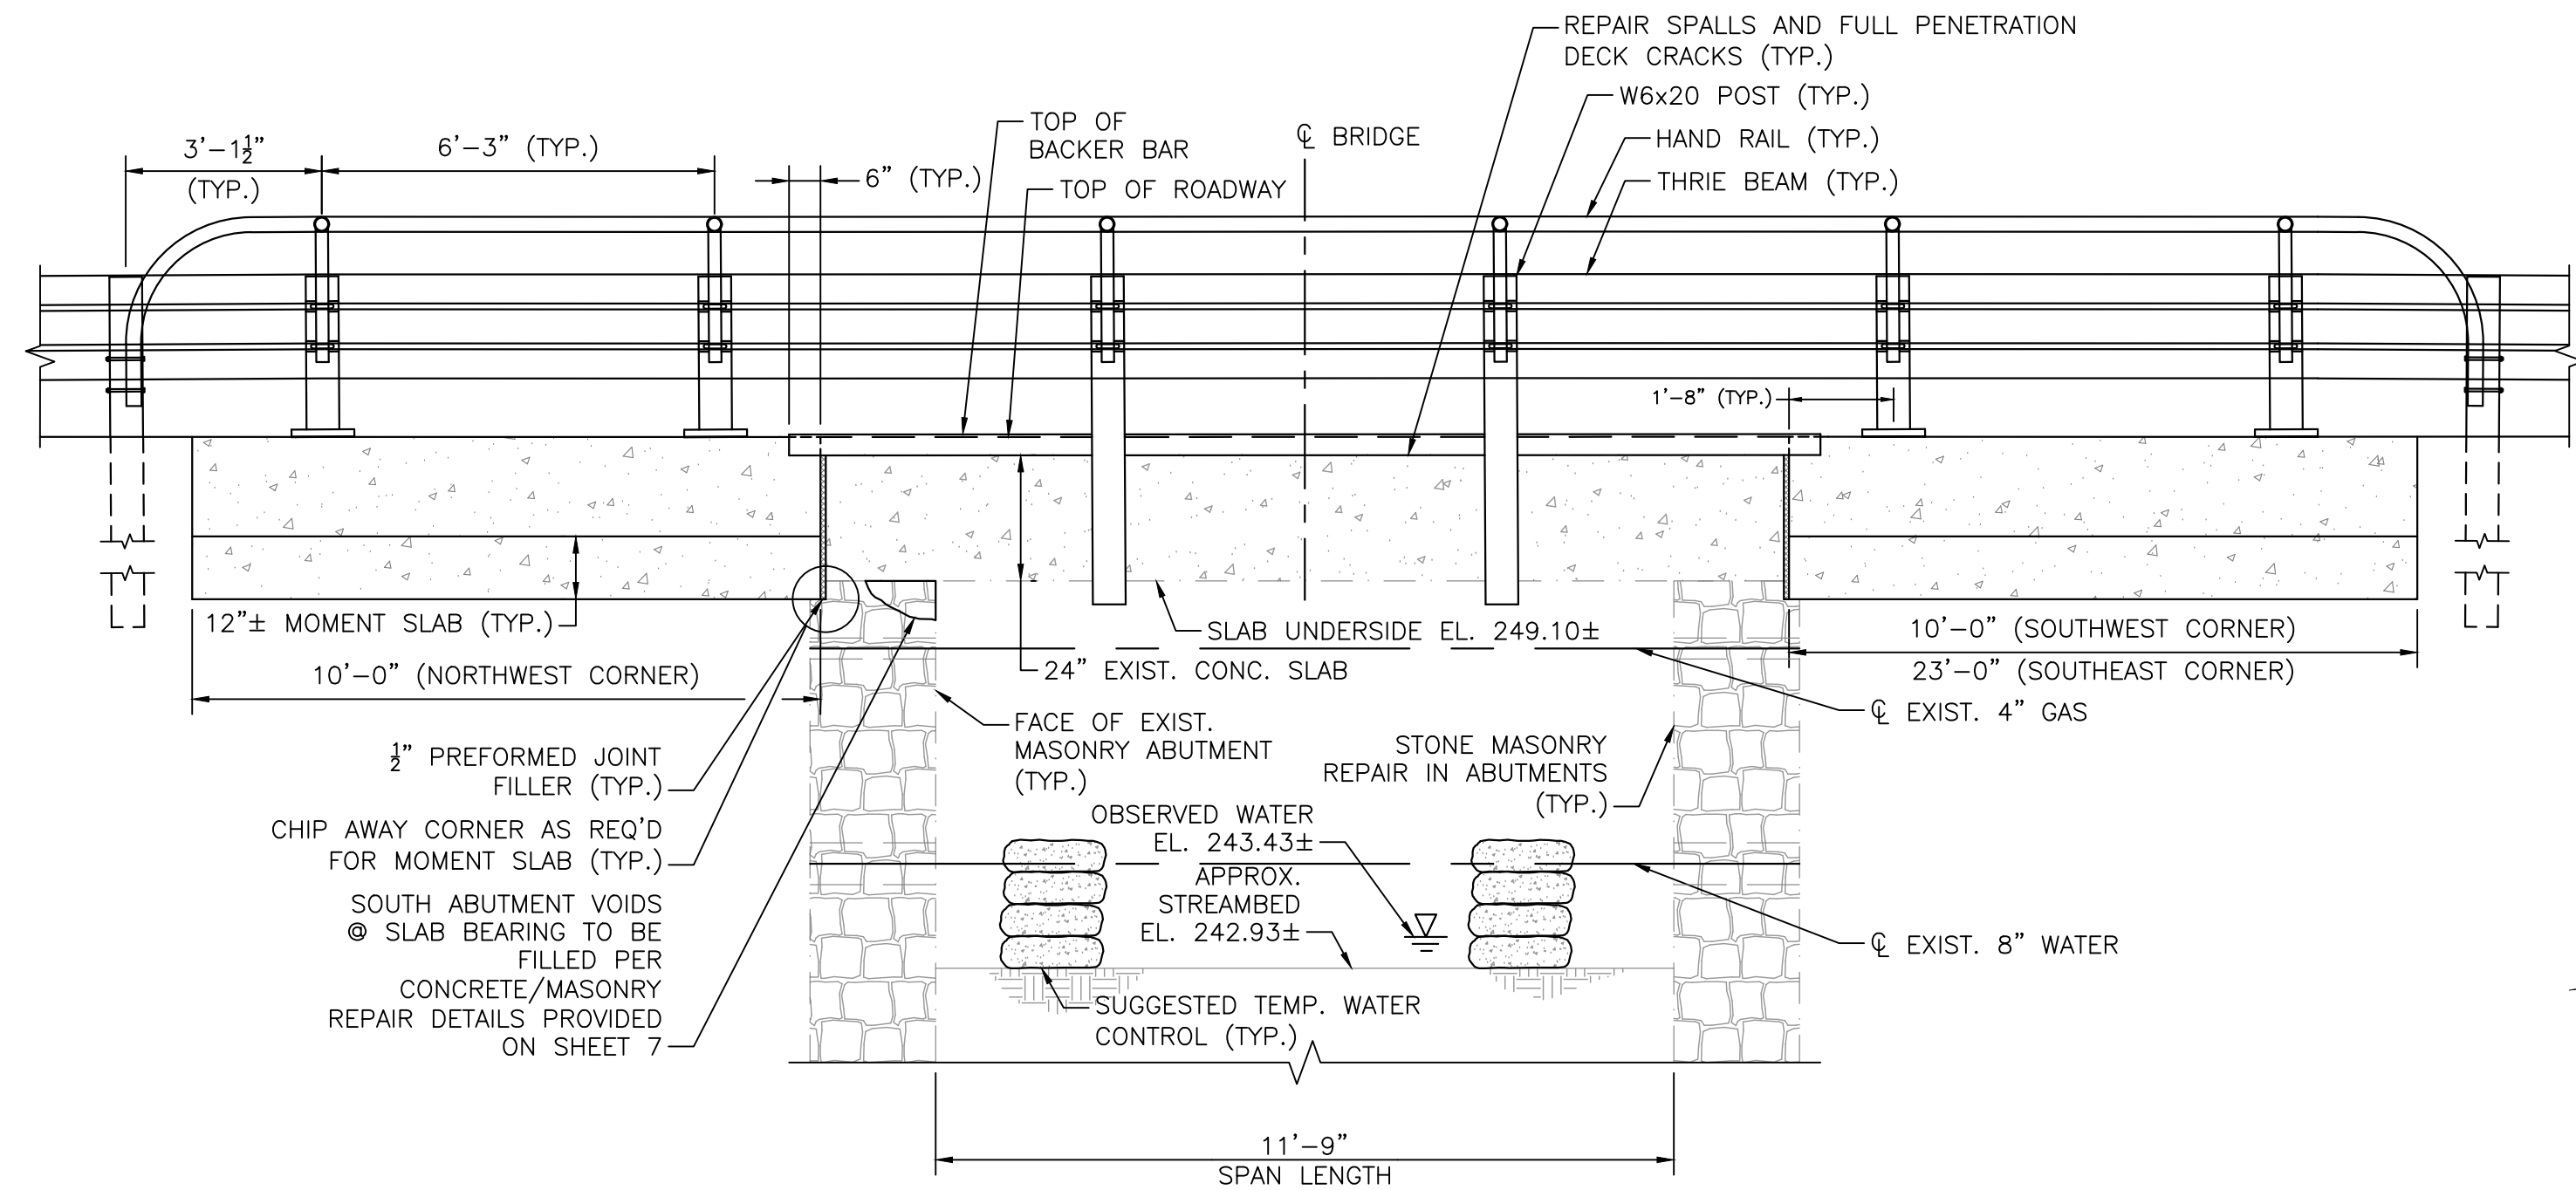 REPAIR SPALLS AND FULL PENETRATION
DECK CRACKS (TYP.)
W6x20 POST (TYP.)
HAND RAIL (TYP.)
THRIE BEAM (TYP.)
TOP OF
BACKER BAR
℄ BRIDGE
3'-1½"
(TYP.)
6'-3" (TYP.)
6" (TYP.)
TOP OF ROADWAY
1'-8" (TYP.)
12"± MOMENT SLAB (TYP.)
10'-0" (NORTHWEST CORNER)
SLAB UNDERSIDE EL. 249.10±
24" EXIST. CONC. SLAB
10'-0" (SOUTHWEST CORNER)
23'-0" (SOUTHEAST CORNER)
℄ EXIST. 4" GAS
FACE OF EXIST.
MASONRY ABUTMENT
(TYP.)
STONE MASONRY
REPAIR IN ABUTMENTS
(TYP.)
½" PREFORMED JOINT
FILLER (TYP.)
CHIP AWAY CORNER AS REQ'D
FOR MOMENT SLAB (TYP.)
SOUTH ABUTMENT VOIDS
@ SLAB BEARING TO BE
FILLED PER
CONCRETE/MASONRY
REPAIR DETAILS PROVIDED
ON SHEET 7
OBSERVED WATER
EL. 243.43±
APPROX.
STREAMBED
EL. 242.93±
℄ EXIST. 8" WATER
SUGGESTED TEMP. WATER
CONTROL (TYP.)
11'-9"
SPAN LENGTH